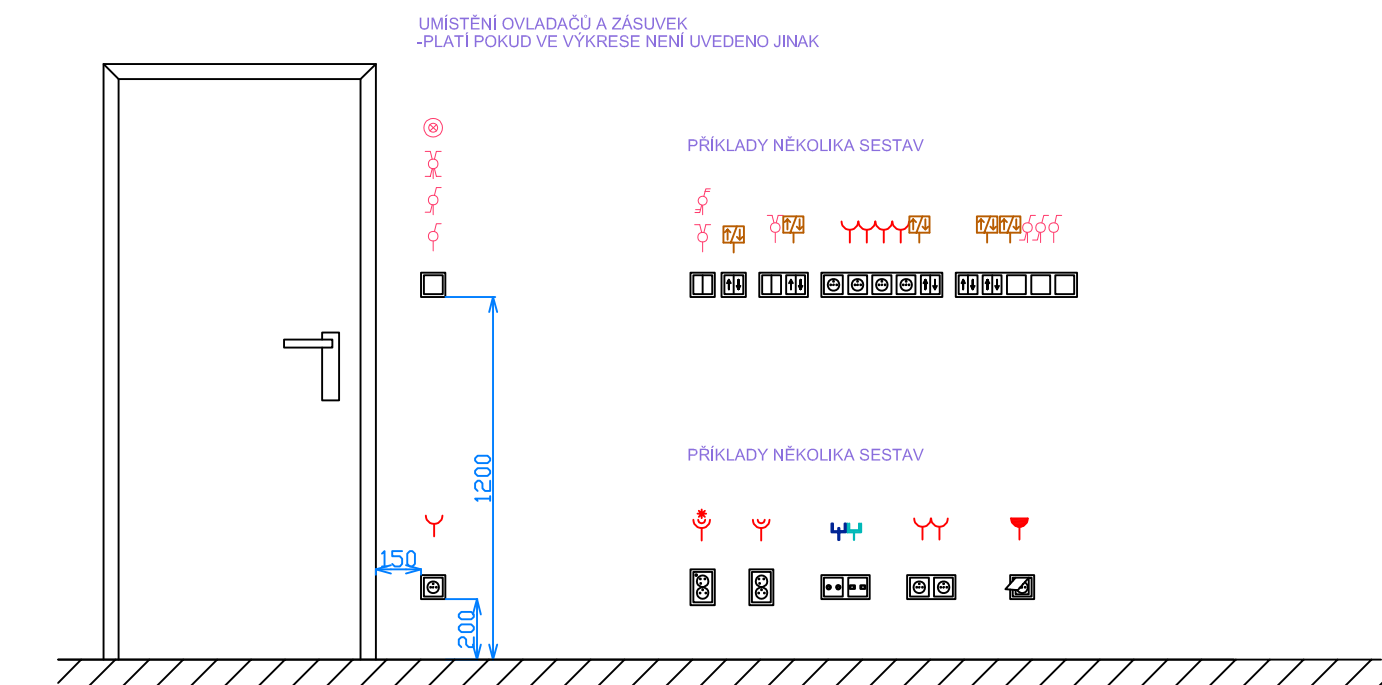 UMÍSTĚNÍ OVLADAČŮ A ZÁSUVEK
-PLATÍ POKUD VE VÝKRESE NENÍ UVEDENO JINAK
PŘÍKLADY NĚKOLIKA SESTAV
1200
PŘÍKLADY NĚKOLIKA SESTAV
150
200